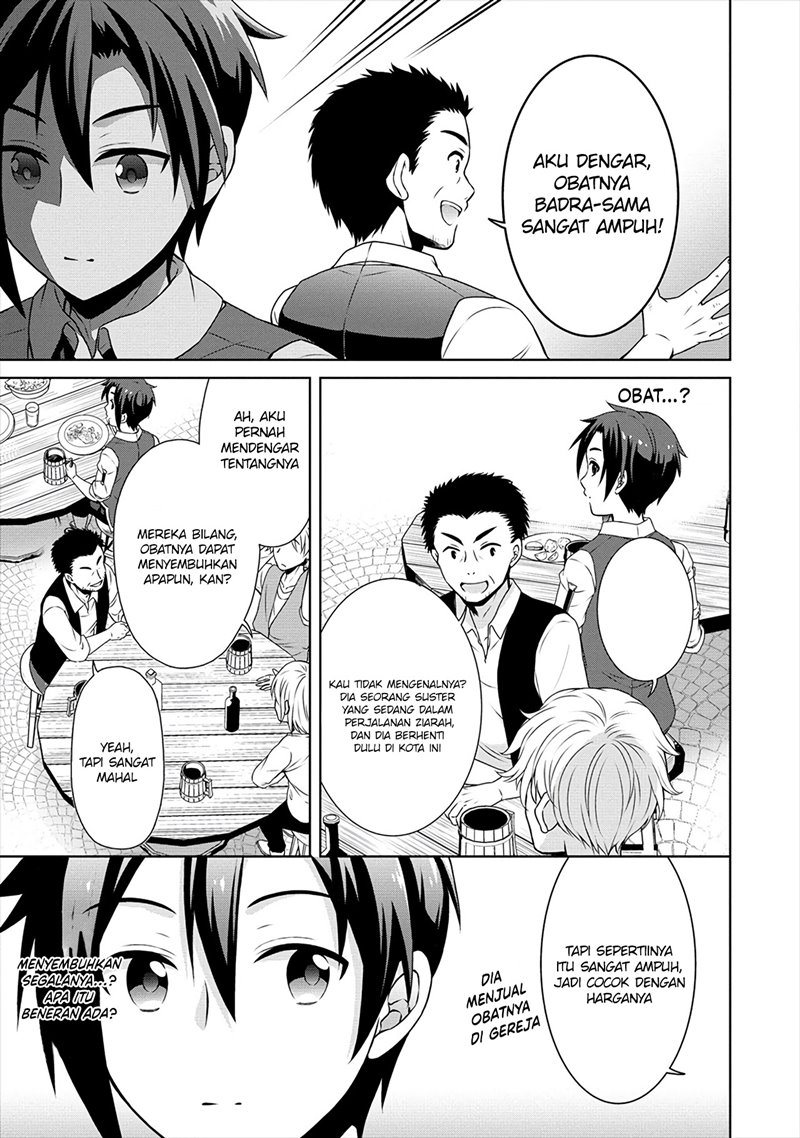 AKU DENGAR,
OBATNYA
BADRA-SAMA
SANGAT AMPUH!
OBAT...?
KAU TIDAK MENGENALNYA?
DIA SEORANG SUSTER
YANG SEDANG DALAM
PERJALANAN ZIARAH,
DAN DIA BERHENTI
DULU DI KOTA INI
AH, AKU
PERNAH
MENDENGAR
TENTANGNYA
MEREKA BILANG,
OBATNYA DAPAT
MENYEMBUHKAN
APAPUN, KAN?
YEAH,
TAPI SANGAT
MAHAL
TAPI SEPERTIINYA
ITU SANGAT AMPUH,
JADI COCOK DENGAN
HARGANYA
DIA
MENJUAL
OBATNYA
DI GEREJA
MENYEMBUHKAN
SEGALANYA...?
APA ITU
BENERAN ADA?